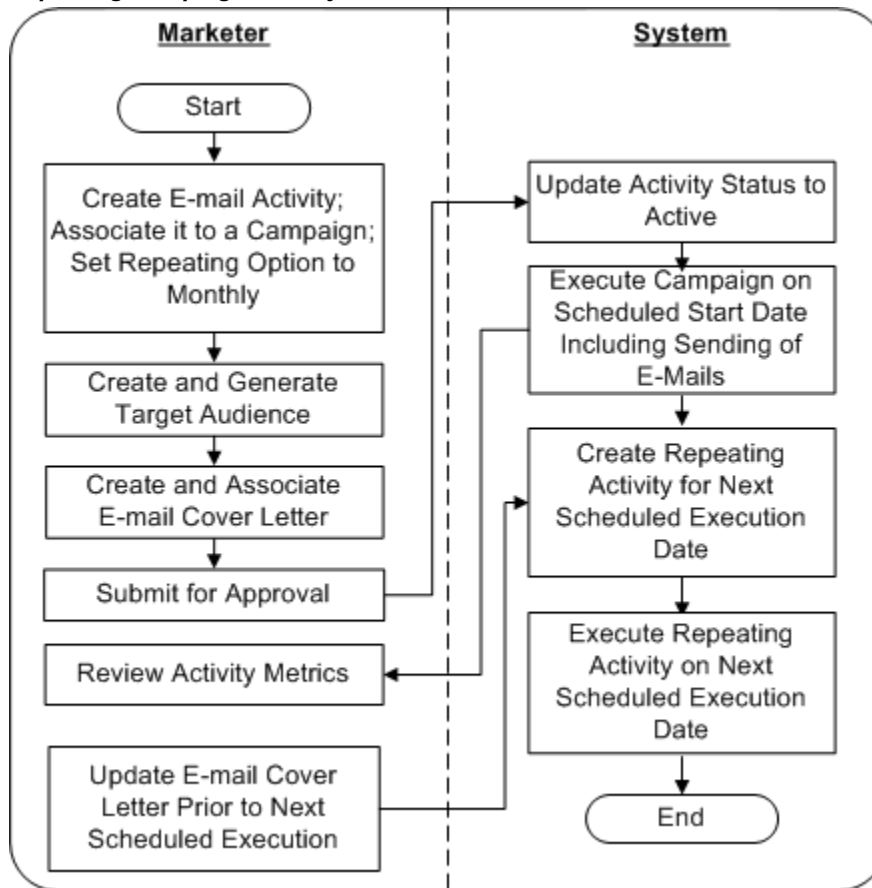 Marketer
Start
Create E-mail Activity;
Associate it to a Campaign;
Set Repeating Option to
Monthly
Create and Generate
Target Audience
Create and Associate
E-mail Cover Letter
Submit for Approval
Review Activity Metrics
Update E-mail Cover
Letter Prior to Next
Scheduled Execution
System
Update Activity Status to
Active
Execute Campaign on
Scheduled Start Date
Including Sending of
E-Mails
Create Repeating
Activity for Next
Scheduled Execution
Date
Execute Repeating
Activity on Next
Scheduled Execution
Date
End